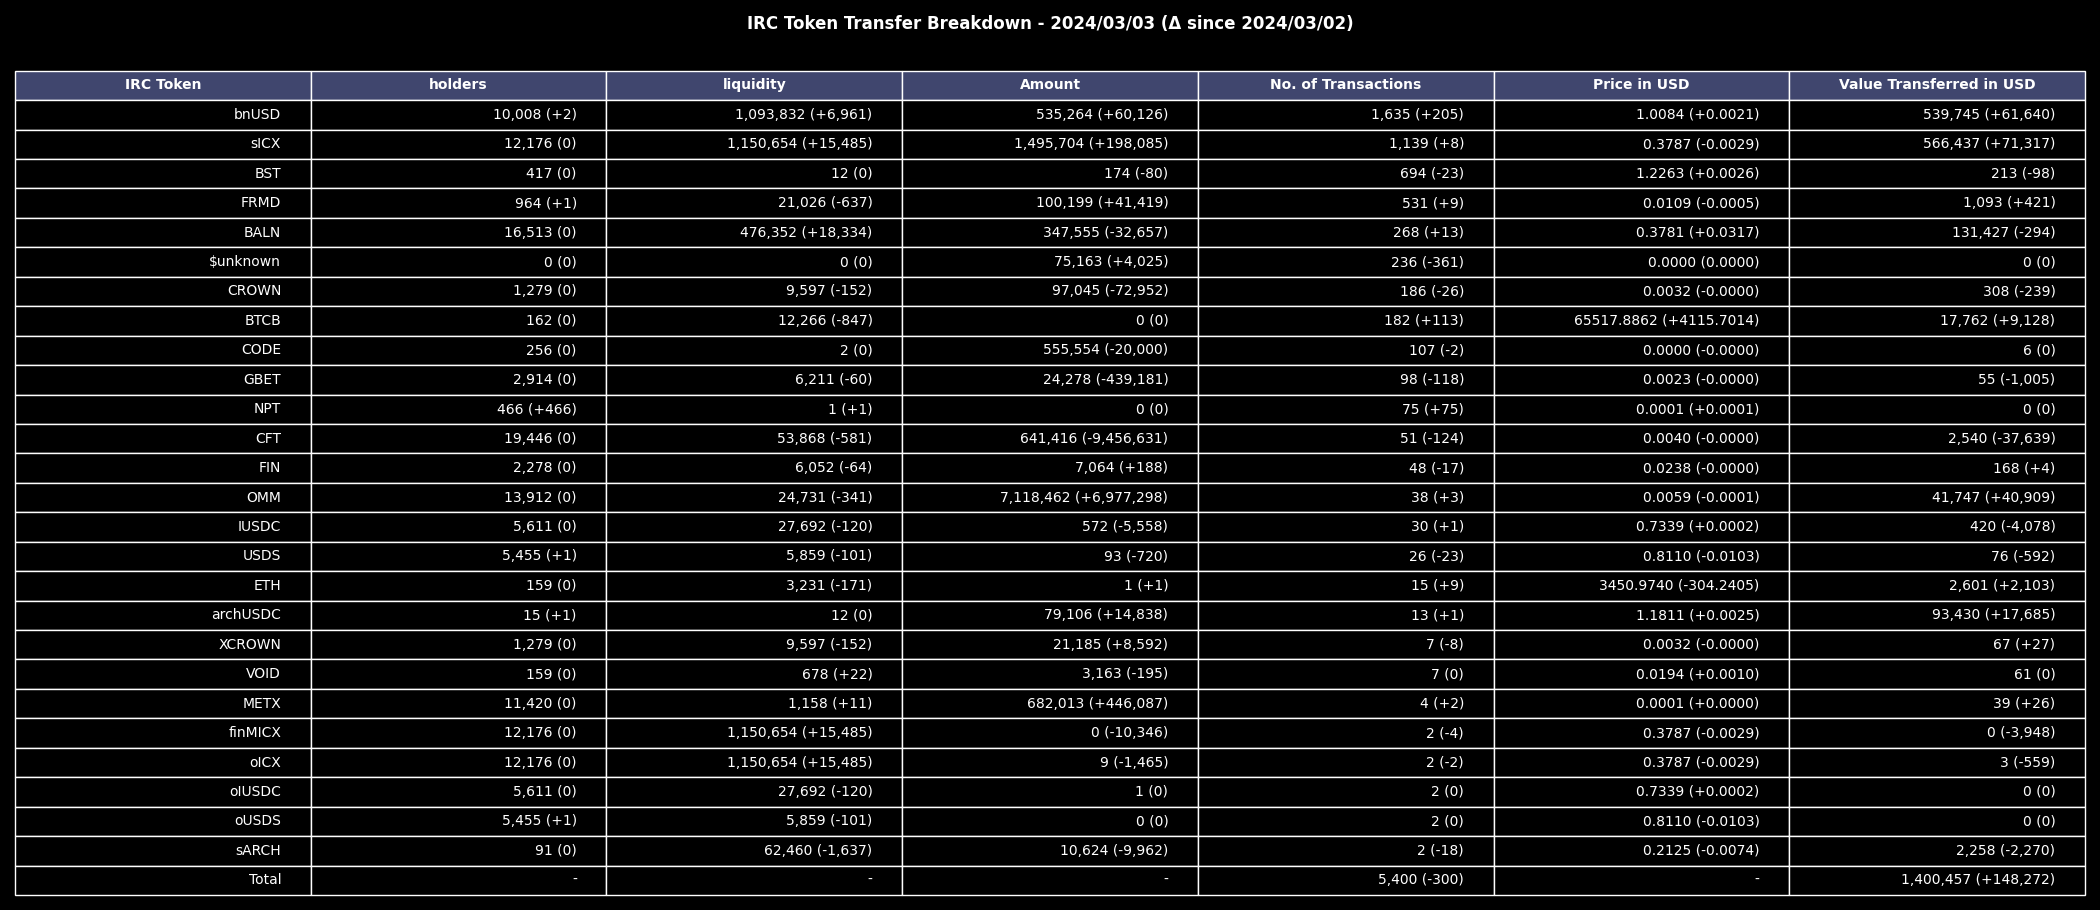 IRC Token Transfer Breakdown - 2024/03/03 (Δ since 2024/03/02)
IRC Token holders liquidity Amount No. of Transactions Price in USD Value Transferred in USD
bnUSD 10,008 (+2) 1,093,832 (+6,961) 535,264 (+60,126) 1,635 (+205) 1.0084 (+0.0021) 539,745 (+61,640)
sICX 12,176 (0) 1,150,654 (+15,485) 1,495,704 (+198,085) 1,139 (+8) 0.3787 (-0.0029) 566,437 (+71,317)
BST 417 (0) 12 (0) 174 (-80) 694 (-23) 1.2263 (+0.0026) 213 (-98)
FRMD 964 (+1) 21,026 (-637) 100,199 (+41,419) 531 (+9) 0.0109 (-0.0005) 1,093 (+421)
BALN 16,513 (0) 476,352 (+18,334) 347,555 (-32,657) 268 (+13) 0.3781 (+0.0317) 131,427 (-294)
$unknown 0 (0) 0 (0) 75,163 (+4,025) 236 (-361) 0.0000 (0.0000) 0 (0)
CROWN 1,279 (0) 9,597 (-152) 97,045 (-72,952) 186 (-26) 0.0032 (-0.0000) 308 (-239)
BTCB 162 (0) 12,266 (-847) 0 (0) 182 (+113) 65517.8862 (+4115.7014) 17,762 (+9,128)
CODE 256 (0) 2 (0) 555,554 (-20,000) 107 (-2) 0.0000 (-0.0000) 6 (0)
GBET 2,914 (0) 6,211 (-60) 24,278 (-439,181) 98 (-118) 0.0023 (-0.0000) 55 (-1,005)
NPT 466 (+466) 1 (+1) 0 (0) 75 (+75) 0.0001 (+0.0001) 0 (0)
CFT 19,446 (0) 53,868 (-581) 641,416 (-9,456,631) 51 (-124) 0.0040 (-0.0000) 2,540 (-37,639)
FIN 2,278 (0) 6,052 (-64) 7,064 (+188) 48 (-17) 0.0238 (-0.0000) 168 (+4)
OMM 13,912 (0) 24,731 (-341) 7,118,462 (+6,977,298) 38 (+3) 0.0059 (-0.0001) 41,747 (+40,909)
IUSDC 5,611 (0) 27,692 (-120) 572 (-5,558) 30 (+1) 0.7339 (+0.0002) 420 (-4,078)
USDS 5,455 (+1) 5,859 (-101) 93 (-720) 26 (-23) 0.8110 (-0.0103) 76 (-592)
ETH 159 (0) 3,231 (-171) 1 (+1) 15 (+9) 3450.9740 (-304.2405) 2,601 (+2,103)
archUSDC 15 (+1) 12 (0) 79,106 (+14,838) 13 (+1) 1.1811 (+0.0025) 93,430 (+17,685)
XCROWN 1,279 (0) 9,597 (-152) 21,185 (+8,592) 7 (-8) 0.0032 (-0.0000) 67 (+27)
VOID 159 (0) 678 (+22) 3,163 (-195) 7 (0) 0.0194 (+0.0010) 61 (0)
METX 11,420 (0) 1,158 (+11) 682,013 (+446,087) 4 (+2) 0.0001 (+0.0000) 39 (+26)
finMICX 12,176 (0) 1,150,654 (+15,485) 0 (-10,346) 2 (-4) 0.3787 (-0.0029) 0 (-3,948)
oICX 12,176 (0) 1,150,654 (+15,485) 9 (-1,465) 2 (-2) 0.3787 (-0.0029) 3 (-559)
oIUSDC 5,611 (0) 27,692 (-120) 1 (0) 2 (0) 0.7339 (+0.0002) 0 (0)
oUSDS 5,455 (+1) 5,859 (-101) 0 (0) 2 (0) 0.8110 (-0.0103) 0 (0)
sARCH 91 (0) 62,460 (-1,637) 10,624 (-9,962) 2 (-18) 0.2125 (-0.0074) 2,258 (-2,270)
Total - - - 5,400 (-300) - 1,400,457 (+148,272)